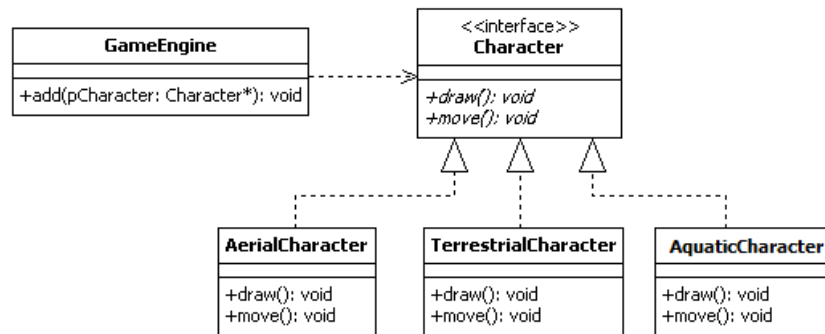 GameEngine
+add(pCharacter: Character*): void
<<interface>>
Character
+draw(): void
+move(): void
AerialCharacter
+draw(): void
+move(): void
TerrestrialCharacter
+draw(): void
+move(): void
AquaticCharacter
+draw(): void
+move(): void